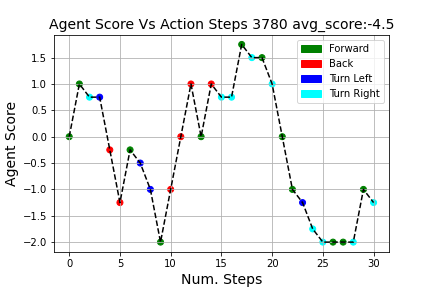 Agent Score Vs Action Steps 3780 avg_score:-4.5
Agent Score
1.5
1.0
0.5
0.0
−0.5
−1.0
−1.5
−2.0
Forward
Back
Turn Left
Turn Right
0 5 10 15 20 25 30
Num. Steps